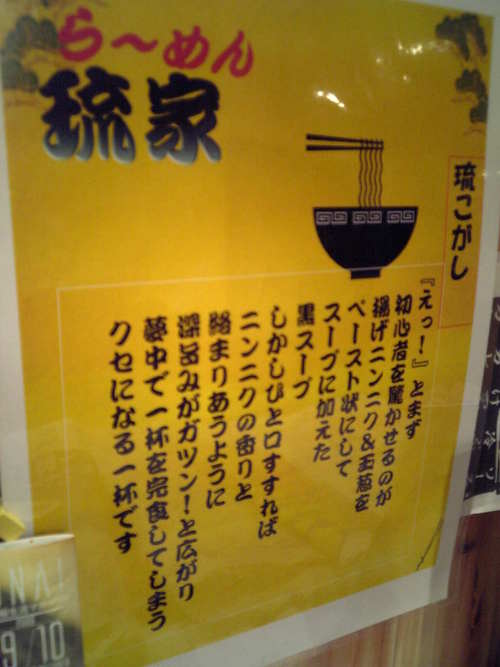 ら〜めん
琉家
琉こがし
『えっ！』とまず
初心者を驚かせるのが
揚げニンニク&玉葱を
ペースト状にして
スープに加えた
黒スープ
しかしひと口すすれば
ニンニクの香りと
絡まりあうように
深旨みがガツン！と広がり
夢中で一杯を完食してしまう
クセになる一杯です
9/10